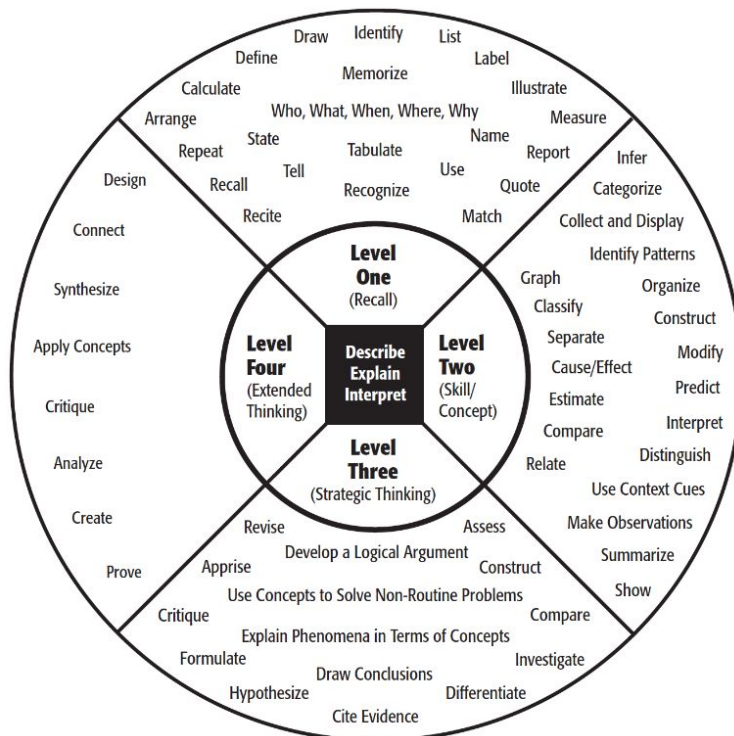 Draw
Identify
List
Define
Label
Memorize
Calculate
Illustrate
Who, What, When, Where, Why
Arrange
Measure
State
Name
Repeat
Tabulate
Report
Tell
Use
Recall
Recognize
Quote
Recite
Match
Level
One
(Recall)
Infer
Categorize
Collect and Display
Identify Patterns
Graph
Organize
Classify
Construct
Separate
Modify
Cause/Effect
Predict
Estimate
Interpret
Compare
Distinguish
Relate
Use Context Cues
Make Observations
Summarize
Show
Level
Two
(Skill/
Concept)
Describe
Explain
Interpret
Level
Three
(Strategic Thinking)
Revise
Assess
Develop a Logical Argument
Apprise
Construct
Use Concepts to Solve Non-Routine Problems
Critique
Compare
Explain Phenomena in Terms of Concepts
Formulate
Investigate
Draw Conclusions
Hypothesize
Differentiate
Cite Evidence
Level
Four
(Extended
Thinking)
Design
Connect
Synthesize
Apply Concepts
Critique
Analyze
Create
Prove